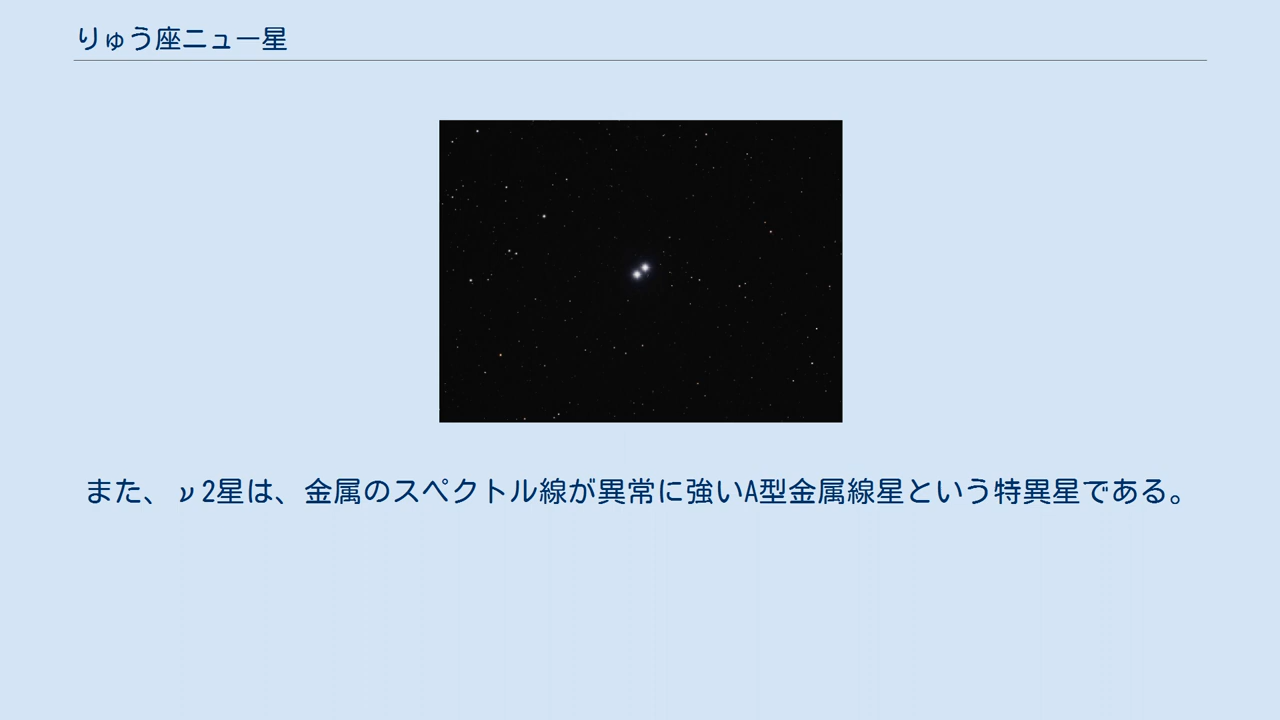 りゅう座ニュー星
また、ν2星は、金属のスペクトル線が異常に強いA型金属線星という特異星である。